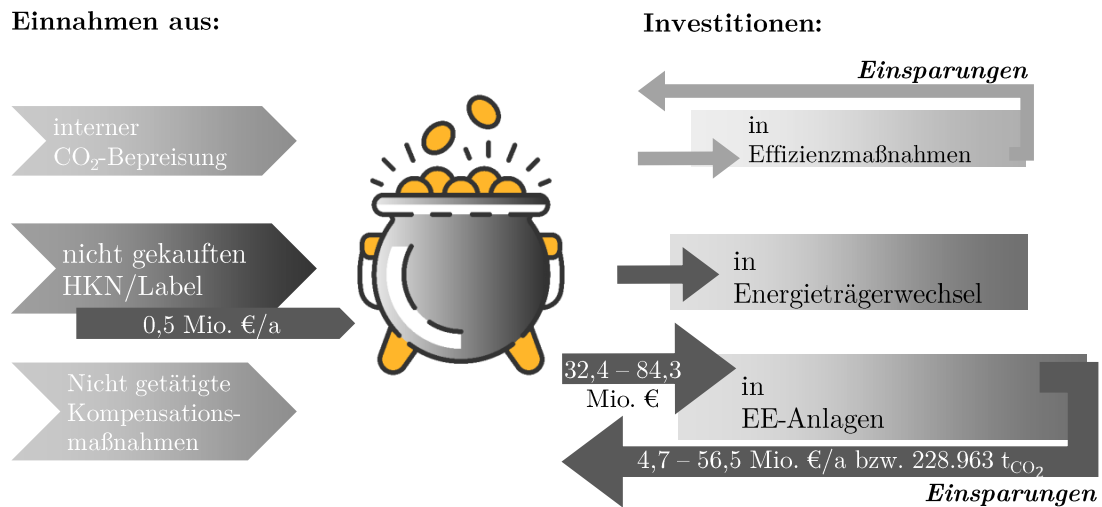 Einnahmen aus:
interner
CO₂-Bepreisung
nicht gekauften
HKN/Label
0,5 Mio. €/a
Nicht getätigte
Kompensations-
maßnahmen
Investitionen:
Einsparungen
in
Effizienzmaßnahmen
in
Energieträgerwechsel
32,4 – 84,3
Mio. €
in
EE-Anlagen
4,7 – 56,5 Mio. €/a bzw. 228.963 t_CO₂
Einsparungen